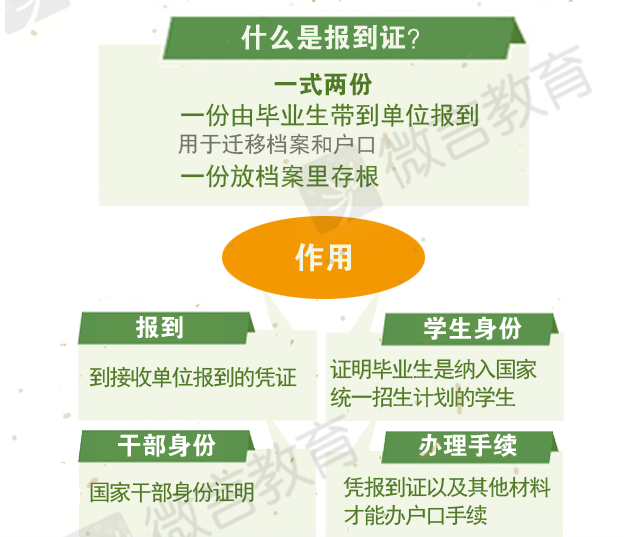 什么是报到证?
一式两份
一份由毕业生带到单位报到
用于迁移档案和户口
一份放档案里存根
微言教育
作用
报到
到接收单位报到的凭证
学生身份
证明毕业生是纳入国家
统一招生计划的学生
干部身份
国家干部身份证明
办理手续
凭报到证以及其他材料
才能办户口手续
微言教育